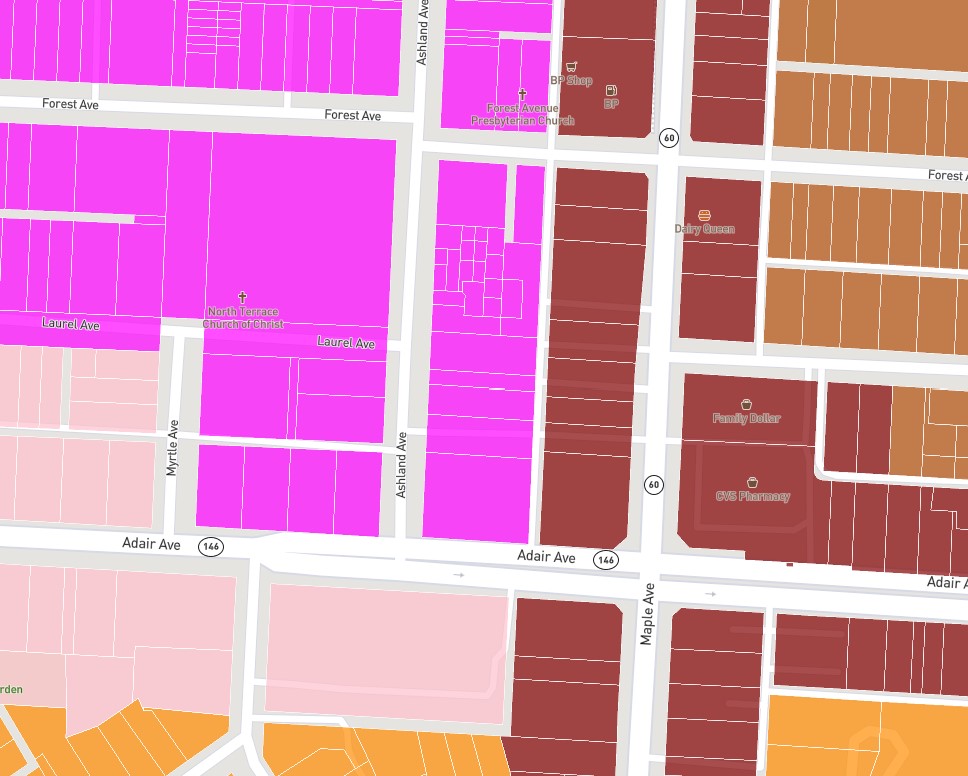 Ashland Ave
BP Shop
BP
Forest Ave
Forest Ave
Forest Avenue
Presbyterian Church
60
Forest A
Dairy Queen
North Terrace
Church of Christ
Laurel Ave
Laurel Ave
Family Dollar
Myrtle Ave
Ashland Ave
60
CVS Pharmacy
Adair Ave
146
Adair Ave
146
Adair A
Maple Ave
rden